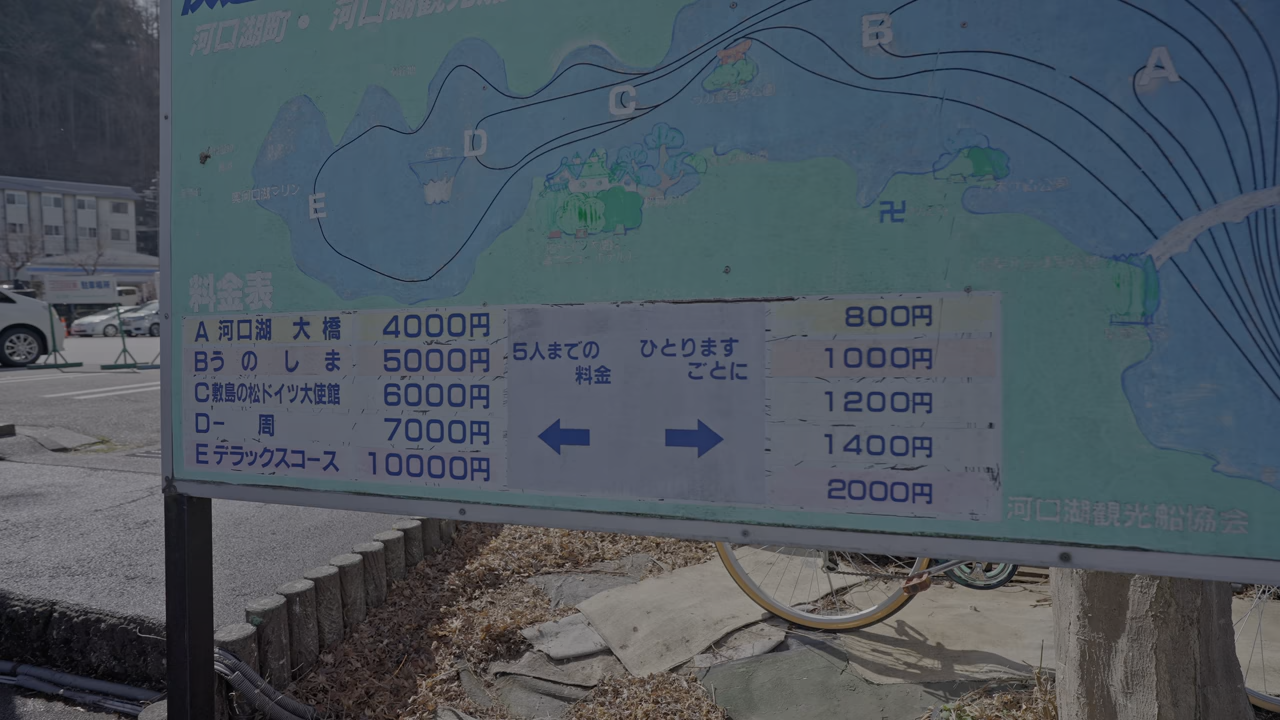 河口湖町・河口湖観光船
B
A
C
D
E
卍
料金表
A 河口湖 大橋 4000円 800円
Bうのしま 5000円 1000円
C敷島の松ドイツ大使館 6000円 1200円
D一周 7000円 1400円
Eデラックスコース 10000円 2000円
5人までの
料金
ひとります
ごとに
河口湖観光船協会